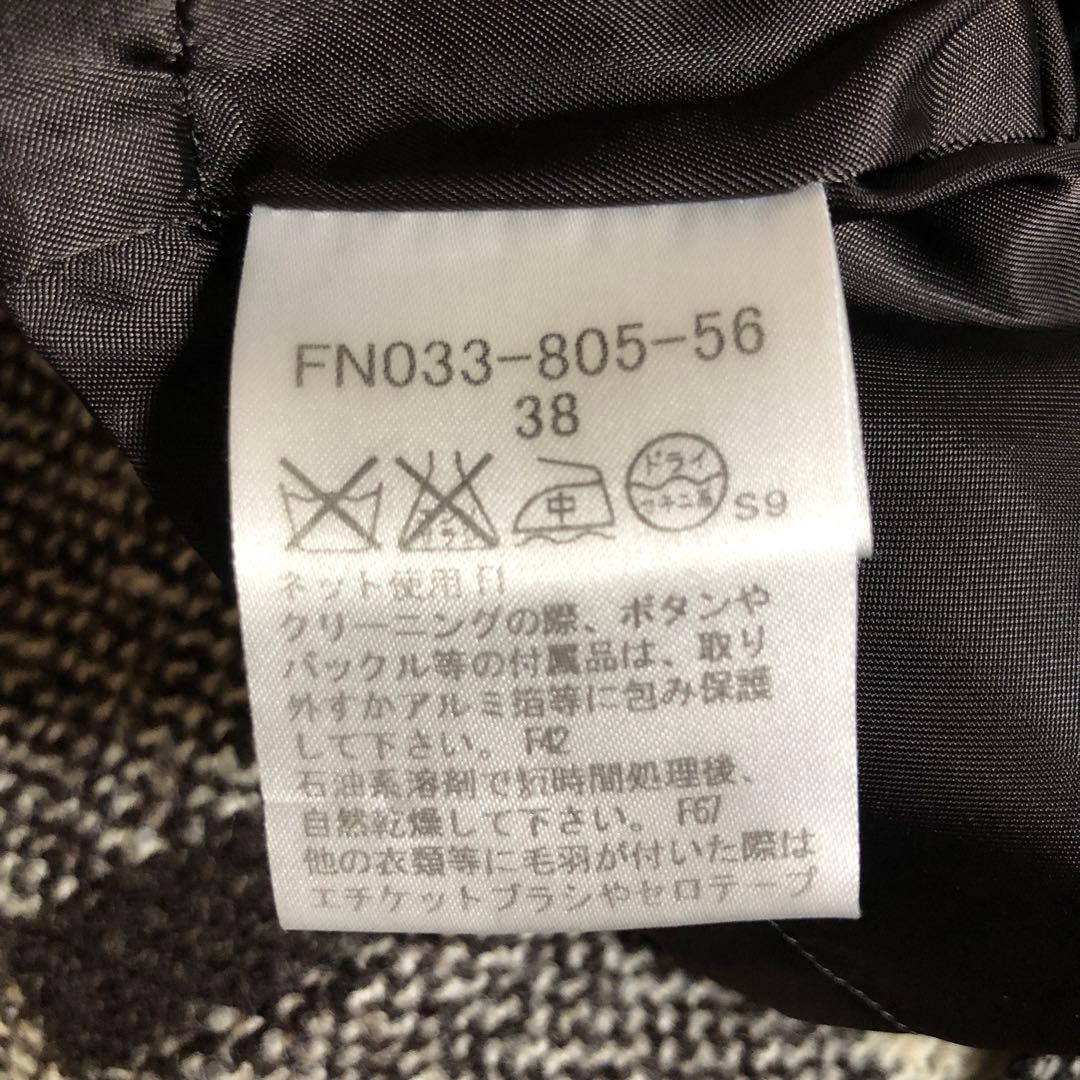 FN033-805-56
38
中
ドライ
セキユ系
S9
ネット使用 F1
クリーニングの際、ボタンや
バックル等の付属品は、取り
外すかアルミ箔等に包み保護
して下さい。 F42
石油系溶剤で短時間処理後、
自然乾燥して下さい。 F67
他の衣類等に毛羽が付いた際は
エチケットブラシやセロテープ